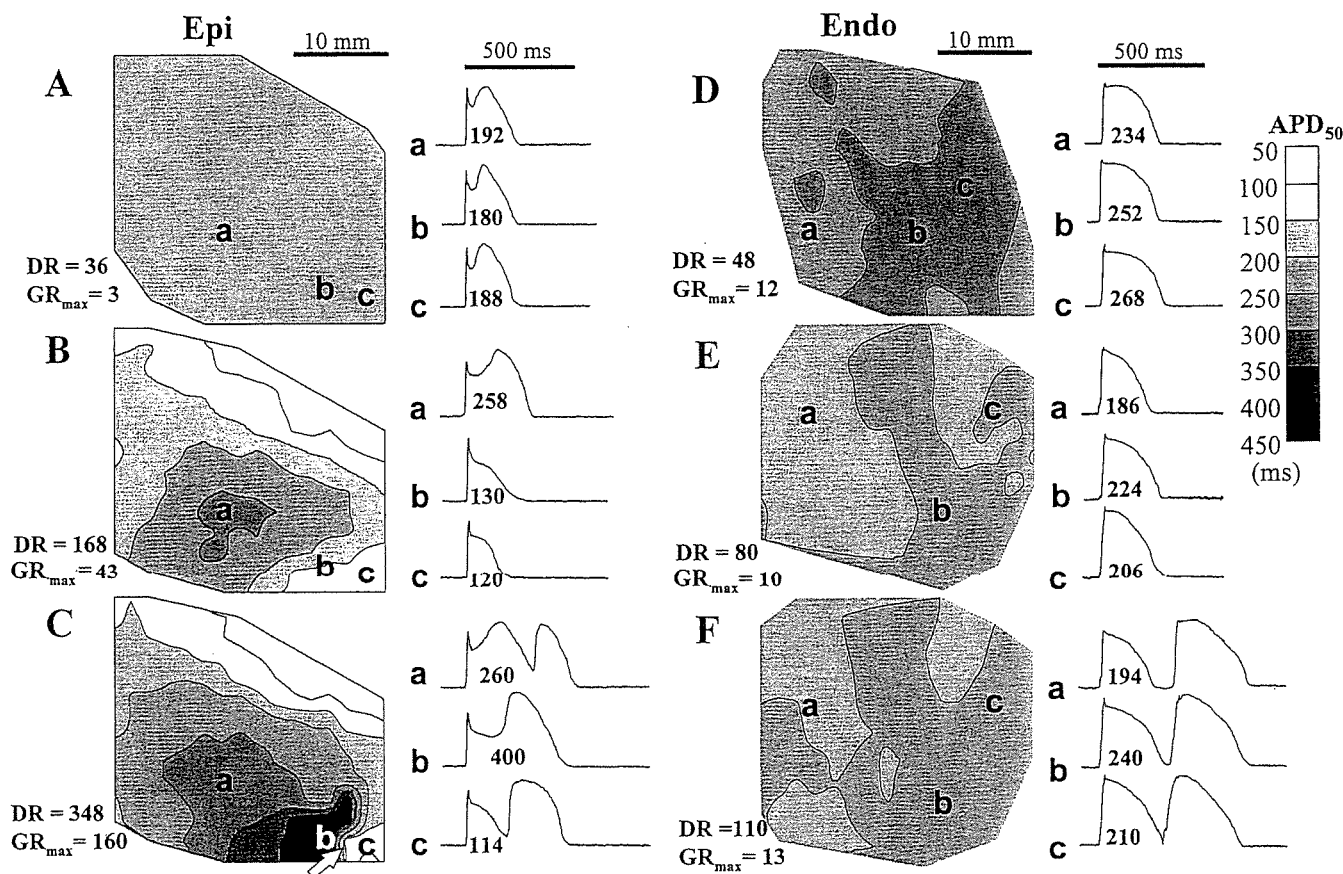 Epi
10 mm
500 ms
A
a
b
c
DR = 36
GRmax= 3
a
192
b
180
c
188
B
a
b
c
DR = 168
GRmax= 43
a
258
b
130
c
120
C
a
b
c
DR = 348
GRmax= 160
a
260
b
400
c
114
Endo
10 mm
500 ms
D
a
b
c
DR = 48
GRmax= 12
a
234
b
252
c
268
E
a
b
c
DR = 80
GRmax= 10
a
186
b
224
c
206
F
a
b
c
DR =110
GRmax= 13
a
194
b
240
c
210
APD50
50
100
150
200
250
300
350
400
450
(ms)